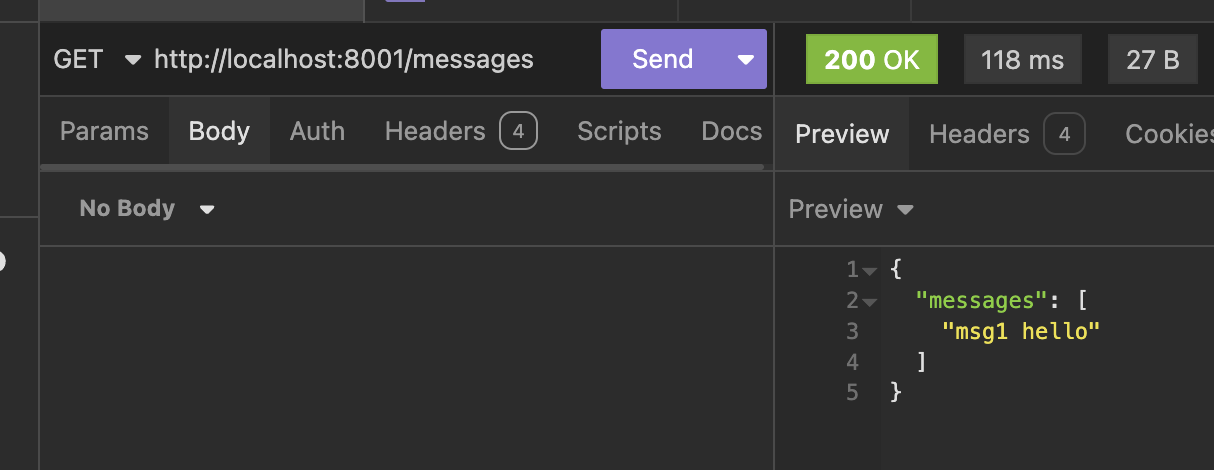 GET http://localhost:8001/messages Send
200 OK 118 ms 27 B
Params Body Auth Headers 4 Scripts Docs
Preview Headers 4 Cookies
No Body
Preview
1 {
2 "messages": [
3 "msg1 hello"
4 ]
5 }